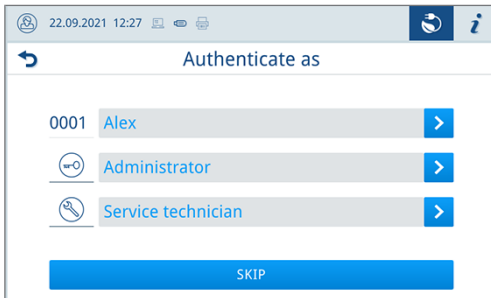 22.09.2021 12:27 i
Authenticate as
0001 Alex
Administrator
Service technician
SKIP